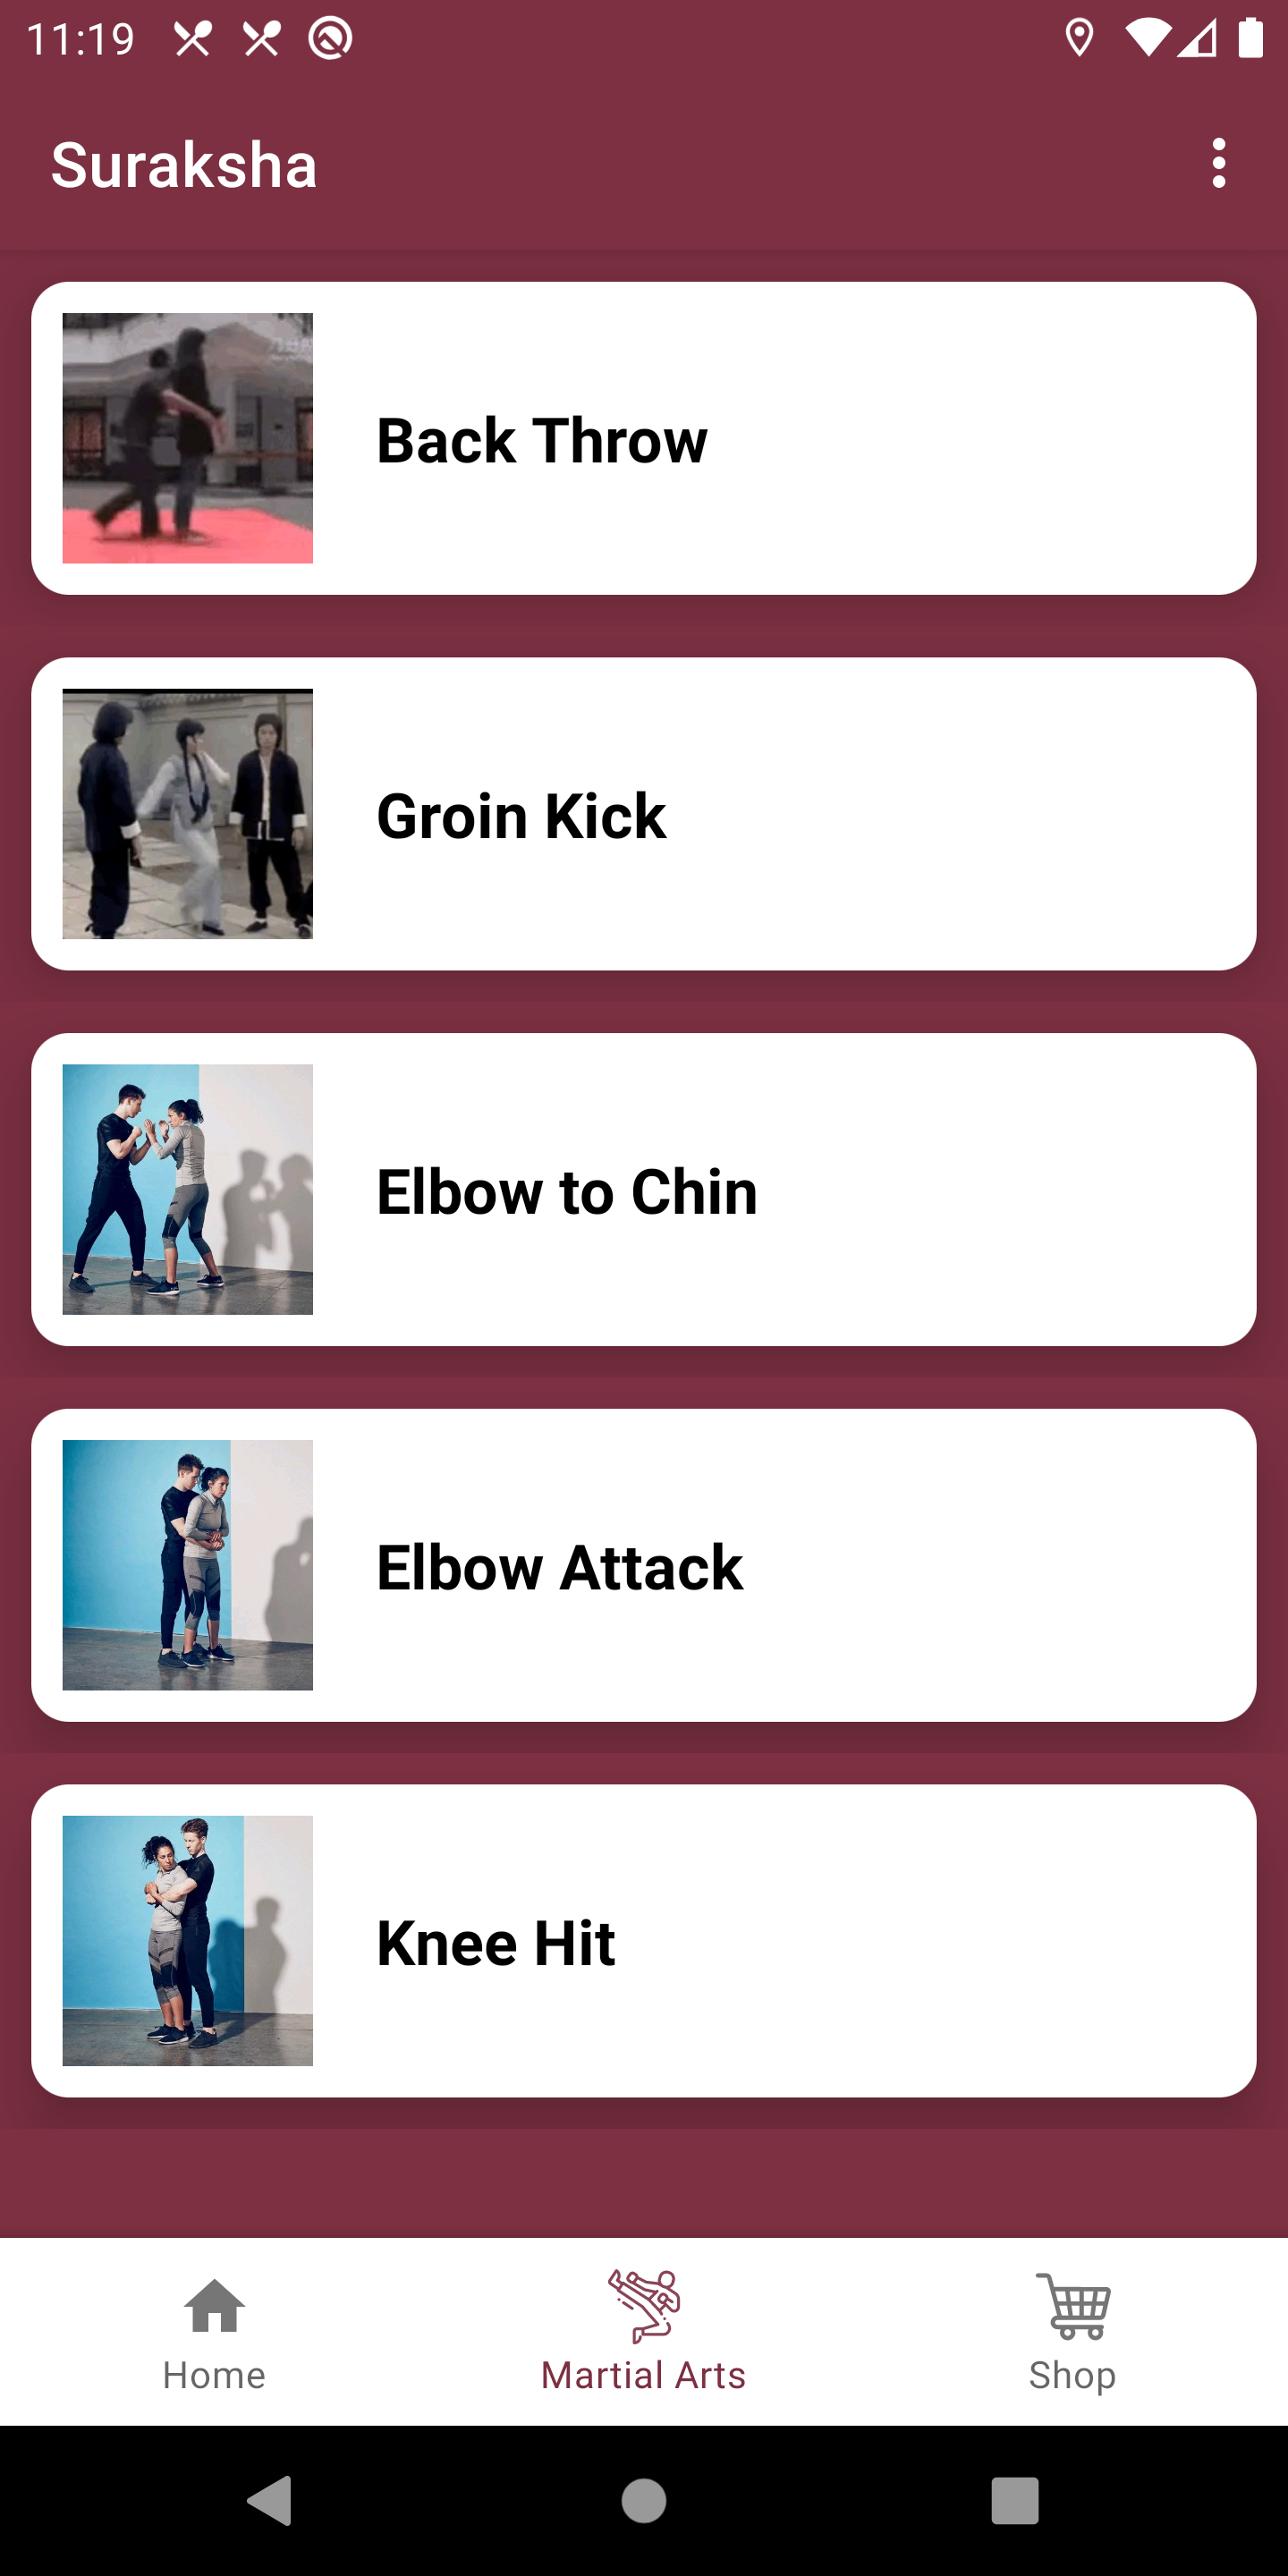 11:19
Suraksha
Back Throw
Groin Kick
Elbow to Chin
Elbow Attack
Knee Hit
Home
Martial Arts
Shop